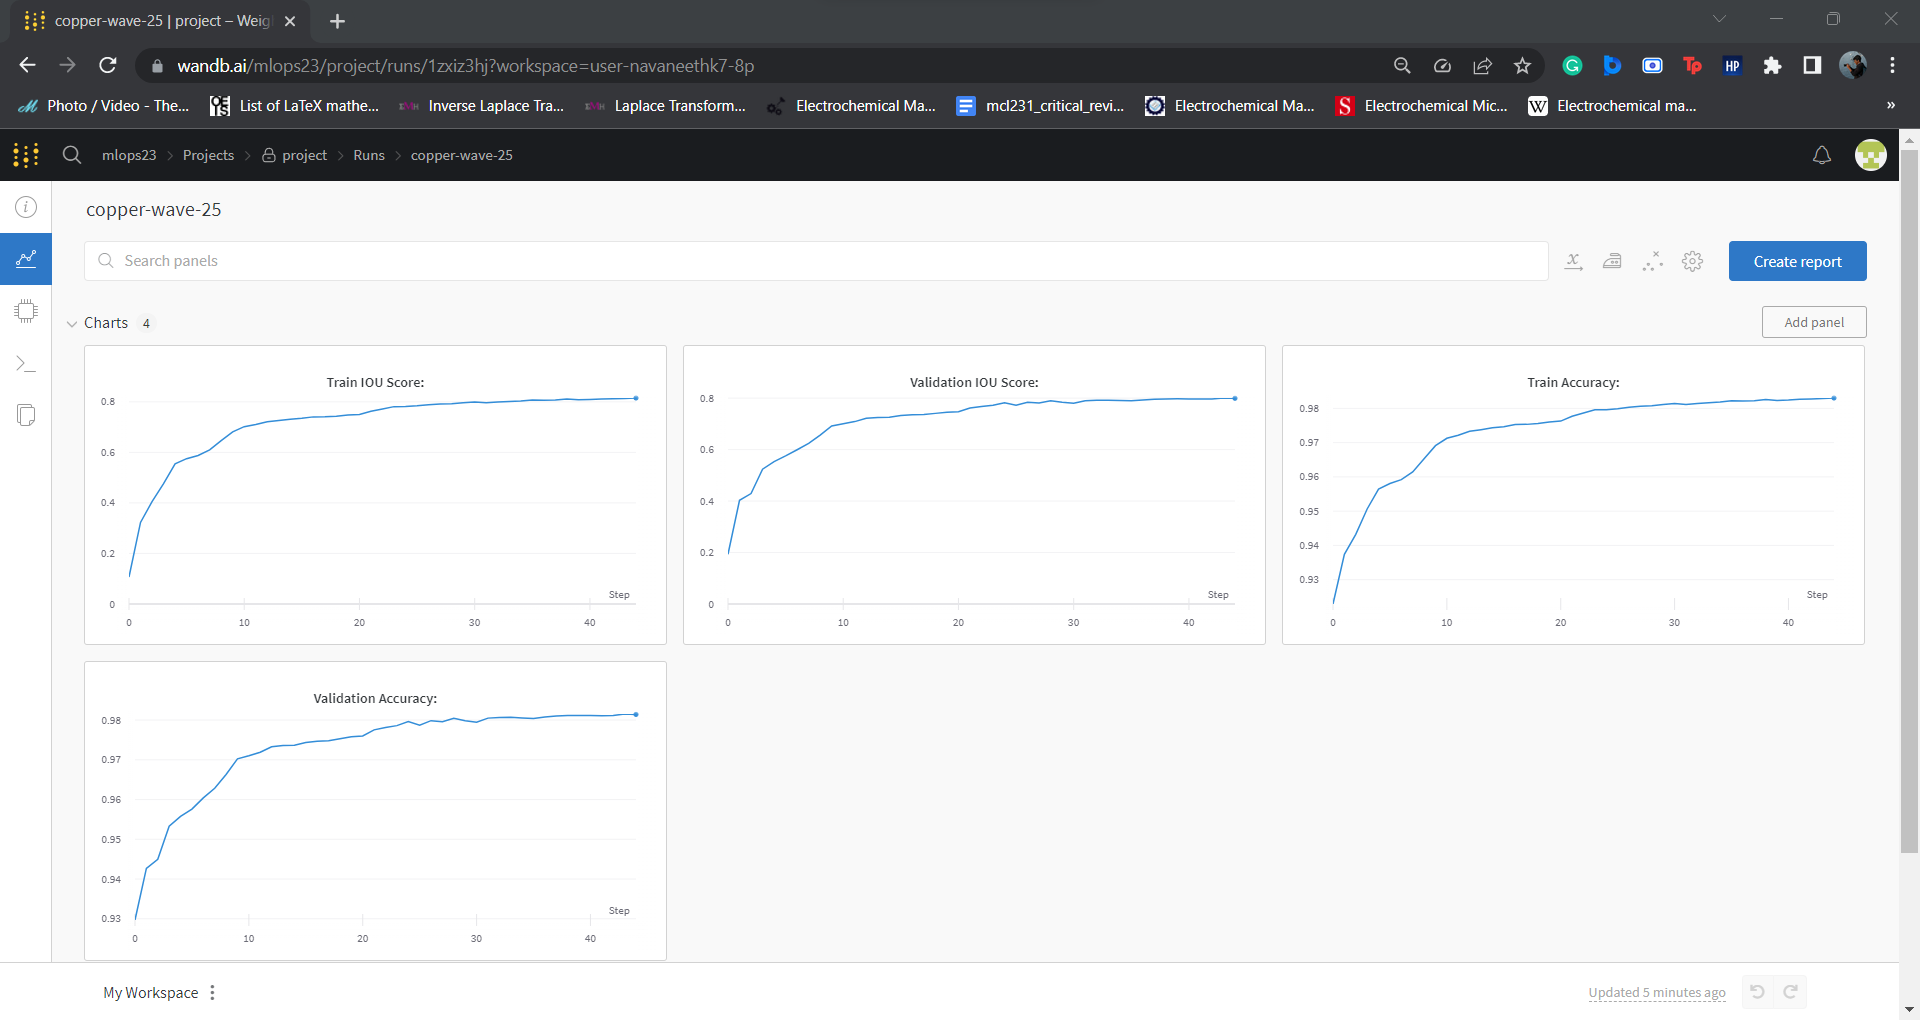 copper-wave-25 | project – Weig
wandb.ai/mlops23/project/runs/1zxiz3hj?workspace=user-navaneethk7-8p
Photo / Video - The... List of LaTeX mathe... Inverse Laplace Tra... Laplace Transform... Electrochemical Ma... mcl231_critical_revi... Electrochemical Ma... Electrochemical Mic... Electrochemical ma... »
mlops23 > Projects > project > Runs > copper-wave-25
copper-wave-25
Search panels
Create report
Charts 4
Add panel
Train IOU Score:
0.8
0.6
0.4
0.2
0
Step
0 10 20 30 40
Validation IOU Score:
0.8
0.6
0.4
0.2
0
Step
0 10 20 30 40
Train Accuracy:
0.98
0.97
0.96
0.95
0.94
0.93
Step
0 10 20 30 40
Validation Accuracy:
0.98
0.97
0.96
0.95
0.94
0.93
Step
0 10 20 30 40
My Workspace
Updated 5 minutes ago